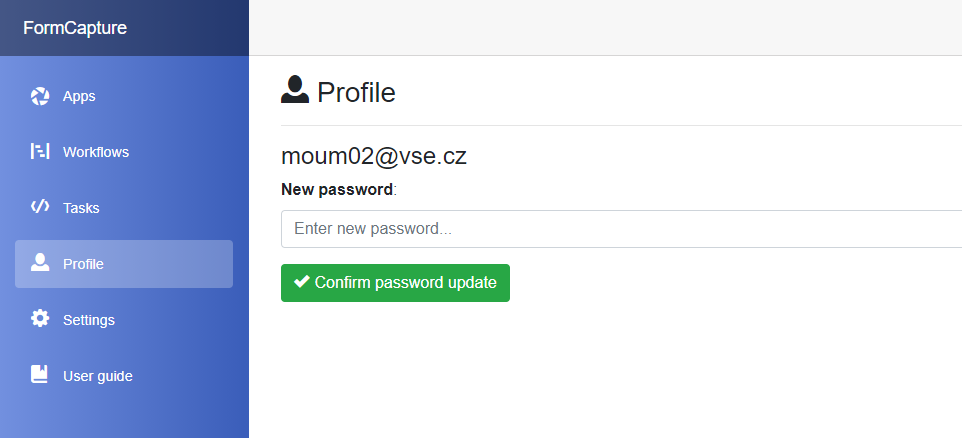 FormCapture
Apps
Workflows
Tasks
Profile
Settings
User guide
Profile
moum02@vse.cz
New password:
Enter new password...
Confirm password update